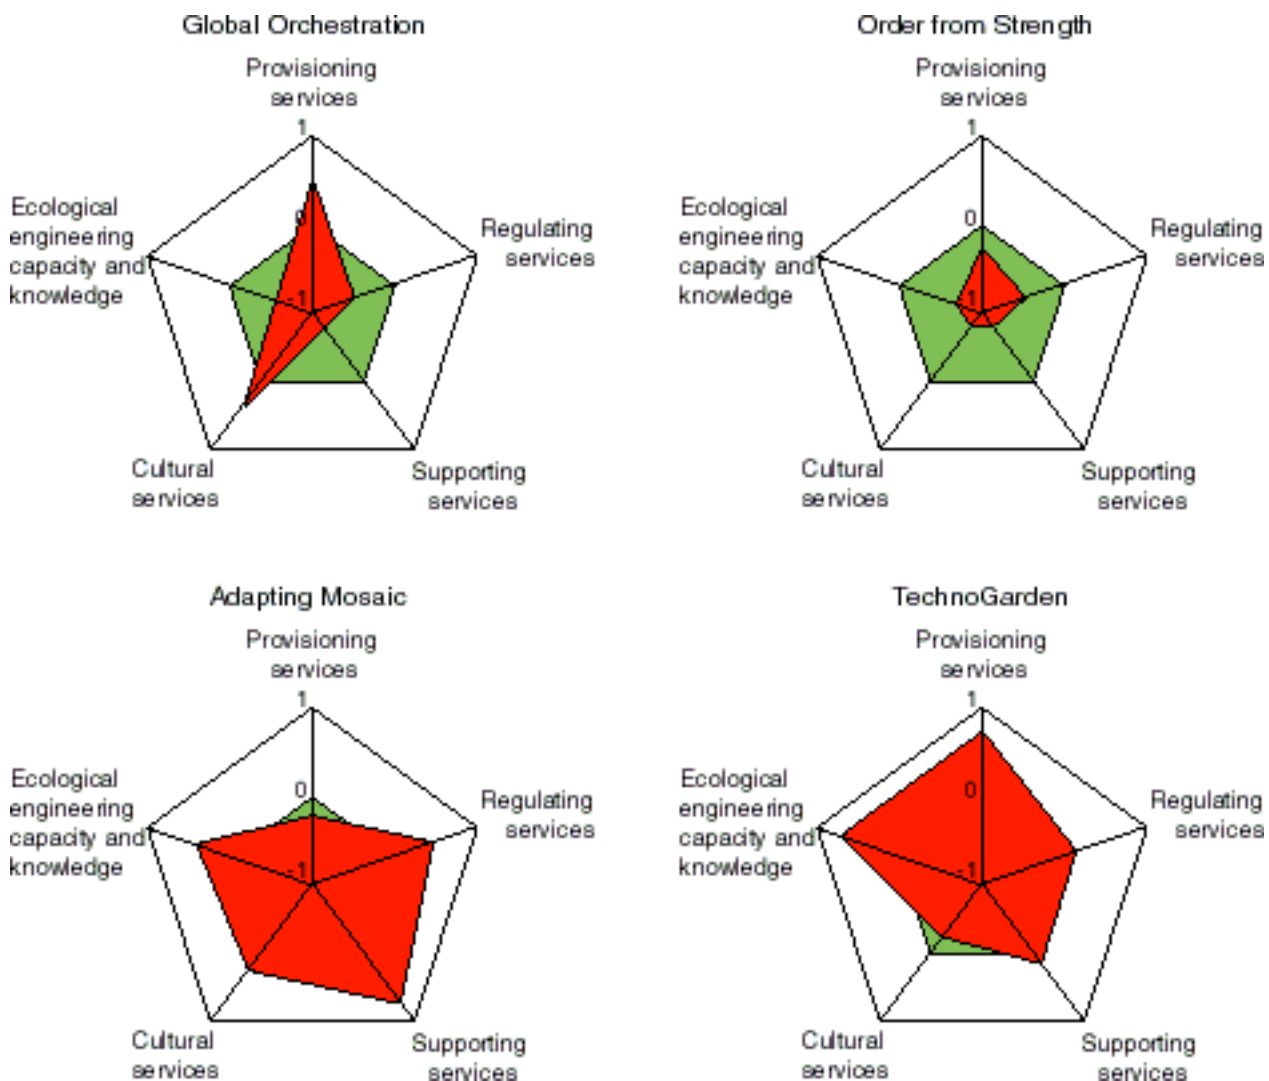 Global Orchestration
Provisioning
services
1
0
-1
Ecological
engineering
capacity and
knowledge
Regulating
services
Cultural
services
Supporting
services
Order from Strength
Provisioning
services
1
0
-1
Ecological
engineering
capacity and
knowledge
Regulating
services
Cultural
services
Supporting
services
Adapting Mosaic
Provisioning
services
1
0
-1
Ecological
engineering
capacity and
knowledge
Regulating
services
Cultural
services
Supporting
services
TechnoGarden
Provisioning
services
1
0
-1
Ecological
engineering
capacity and
knowledge
Regulating
services
Cultural
services
Supporting
services